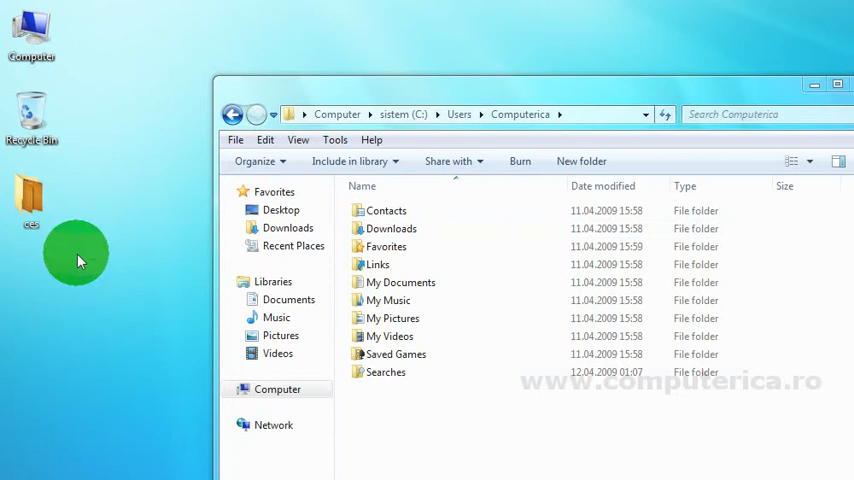 Computer
Recycle Bin
ces
Computer sistem (C:) Users Computerica
Search Computerica
File Edit View Tools Help
Organize Include in library Share with Burn New folder
Favorites
Desktop
Downloads
Recent Places
Libraries
Documents
Music
Pictures
Videos
Computer
Network
Name Date modified Type Size
Contacts 11.04.2009 15:58 File folder
Downloads 11.04.2009 15:58 File folder
Favorites 11.04.2009 15:59 File folder
Links 11.04.2009 15:58 File folder
My Documents 11.04.2009 15:58 File folder
My Music 11.04.2009 15:58 File folder
My Pictures 11.04.2009 15:58 File folder
My Videos 11.04.2009 15:58 File folder
Saved Games 11.04.2009 15:58 File folder
Searches 12.04.2009 01:07 File folder
www.computerica.ro